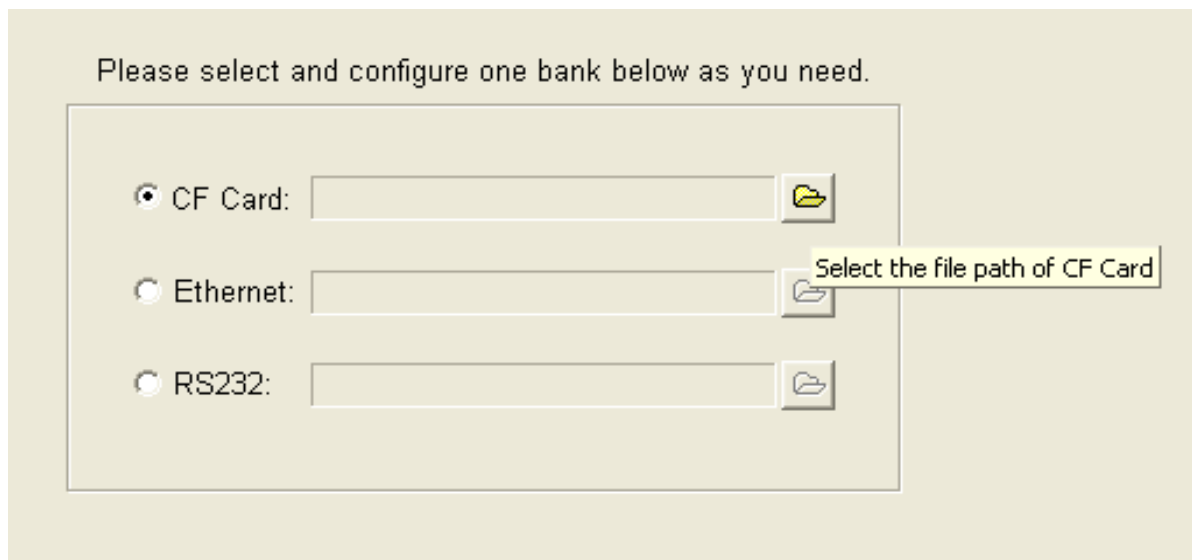 Please select and configure one bank below as you need.
CF Card:
Select the file path of CF Card
Ethernet:
RS232: